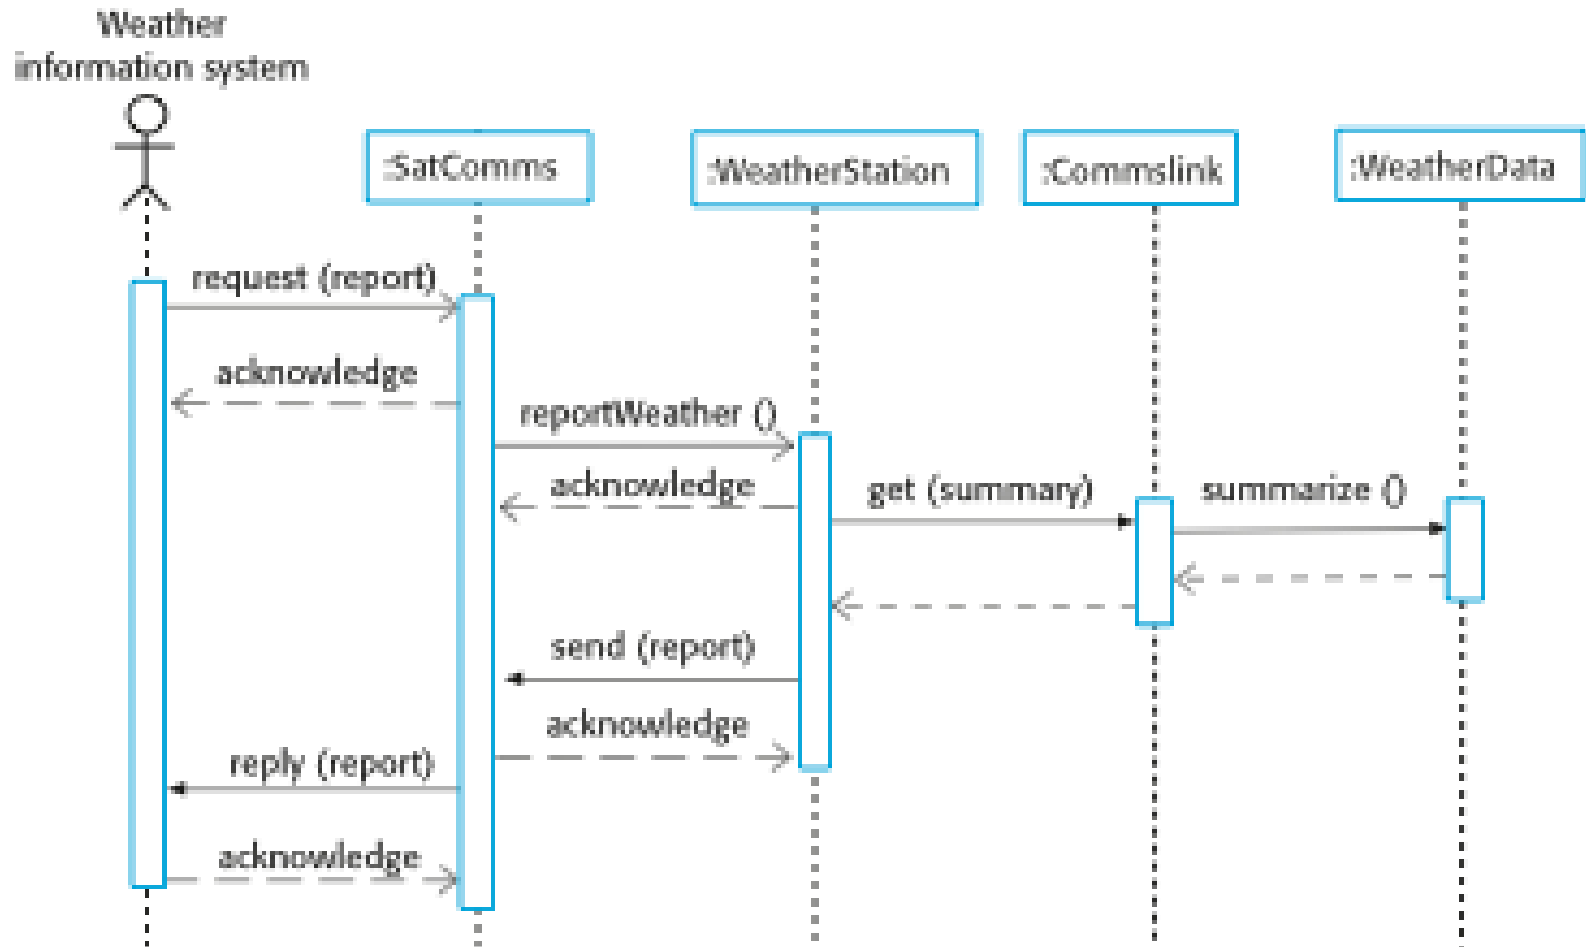 Weather
information system
:SatComms
:WeatherStation
:Commslink
:WeatherData
request (report)
acknowledge
reportWeather ()
acknowledge
get (summary)
summarize ()
send (report)
acknowledge
reply (report)
acknowledge